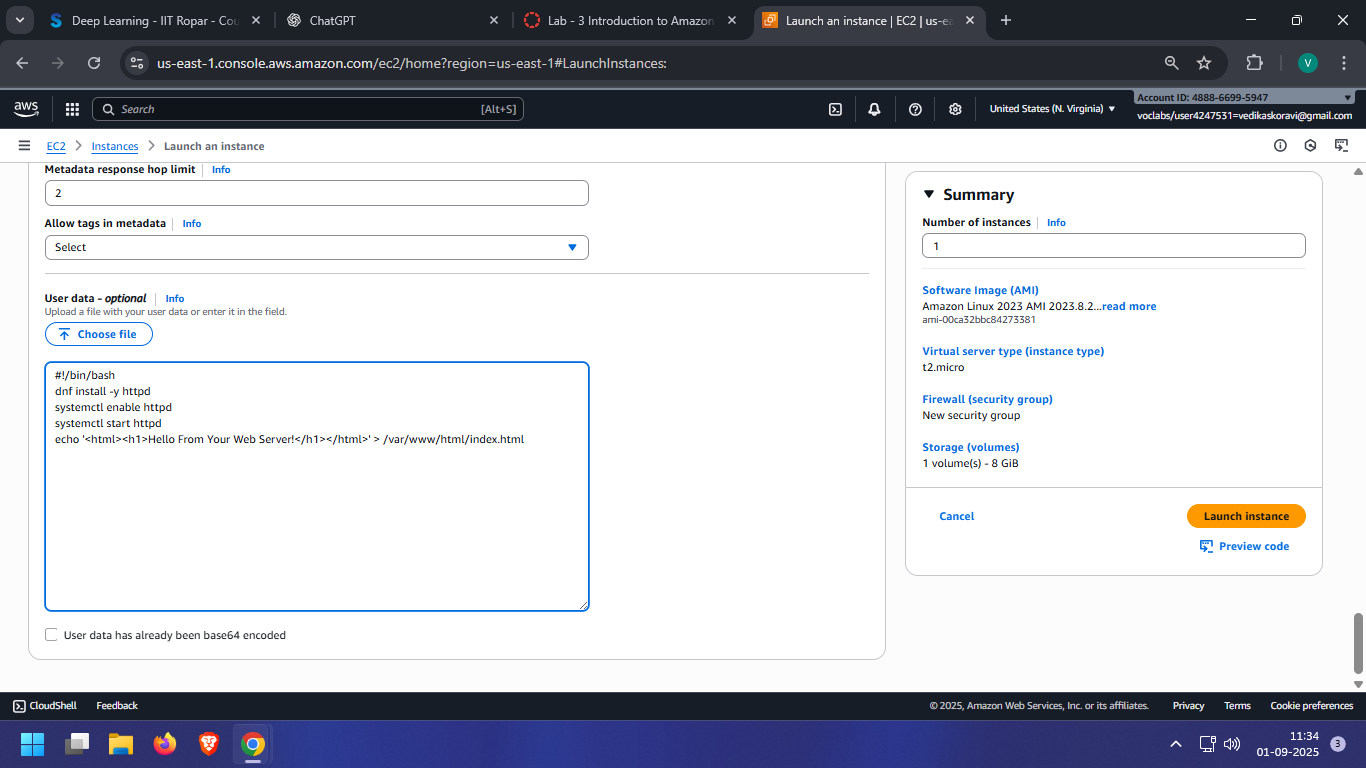 Deep Learning - IIT Ropar - Cou
ChatGPT
Lab - 3 Introduction to Amazon
Launch an instance | EC2 | us-ea
us-east-1.console.aws.amazon.com/ec2/home?region=us-east-1#LaunchInstances:
V
aws
Search
[Alt+S]
United States (N. Virginia)
Account ID: 4888-6699-5947
voclabs/user4247531=vedikaskoravi@gmail.com
EC2
Instances
Launch an instance
Metadata response hop limit
Info
2
Allow tags in metadata
Info
Select
User data - optional
Info
Upload a file with your user data or enter it in the field.
Choose file
#!/bin/bash
dnf install -y httpd
systemctl enable httpd
systemctl start httpd
echo '<html><h1>Hello From Your Web Server!</h1></html>' > /var/www/html/index.html
User data has already been base64 encoded
Summary
Number of instances
Info
1
Software Image (AMI)
Amazon Linux 2023 AMI 2023.8.2...read more
ami-00ca32bbc84273381
Virtual server type (instance type)
t2.micro
Firewall (security group)
New security group
Storage (volumes)
1 volume(s) - 8 GiB
Cancel
Launch instance
Preview code
CloudShell
Feedback
© 2025, Amazon Web Services, Inc. or its affiliates.
Privacy
Terms
Cookie preferences
11:34
01-09-2025
3